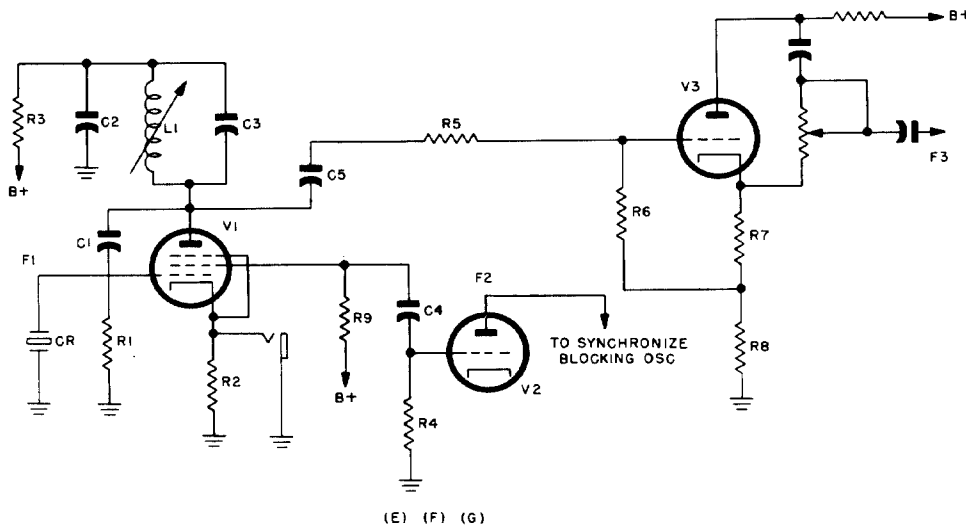 B+
V3
R3
C2
L1
C3
R5
F3
B+
C5
R6
R7
V1
C1
F1
F2
C4
TO SYNCHRONIZE
BLOCKING OSC
R9
CR
R1
R8
R2
V2
B+
R4
(E) (F) (G)